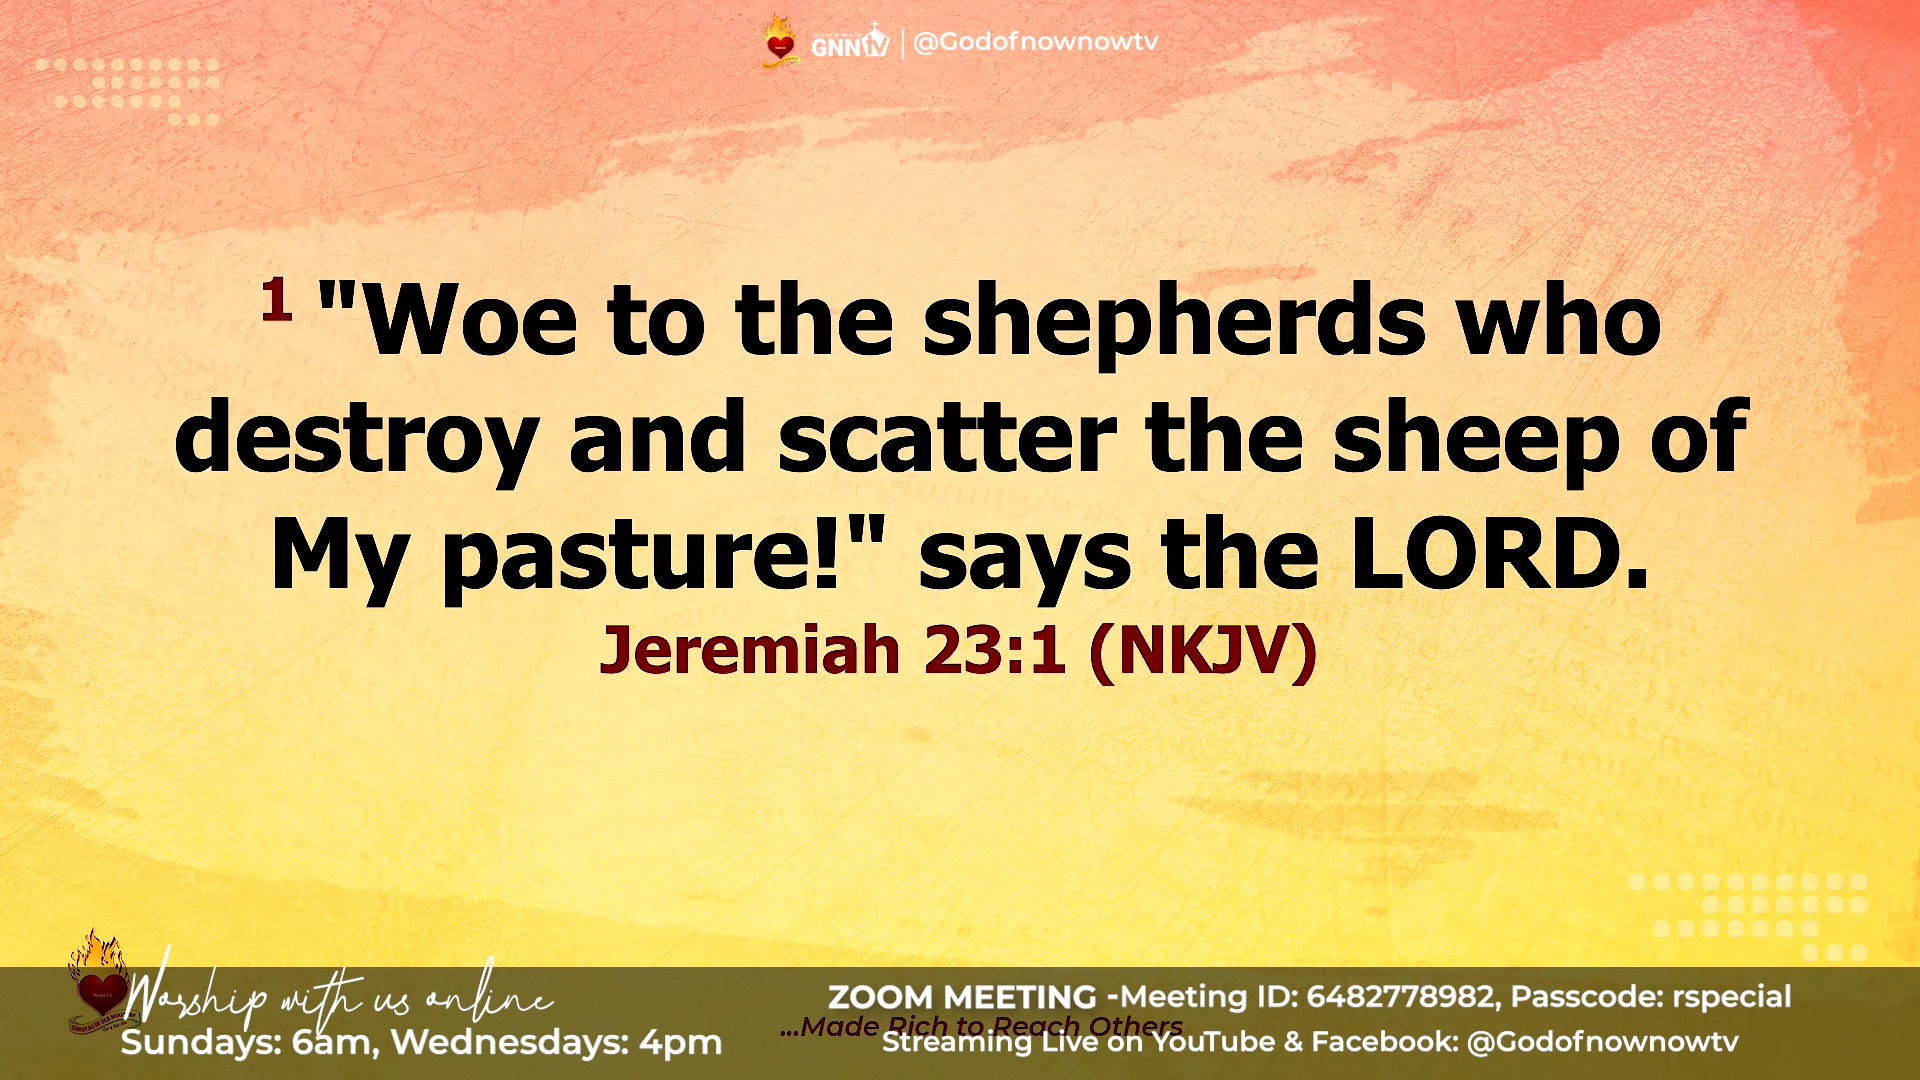 GNNTV | @Godofnownowtv
1 "Woe to the shepherds who
destroy and scatter the sheep of
My pasture!" says the LORD.
Jeremiah 23:1 (NKJV)
Worship with us online
Sundays: 6am, Wednesdays: 4pm
ZOOM MEETING -Meeting ID: 6482778982, Passcode: rspecial
...Made Rich to Reach Others
Streaming Live on YouTube & Facebook: @Godofnownowtv